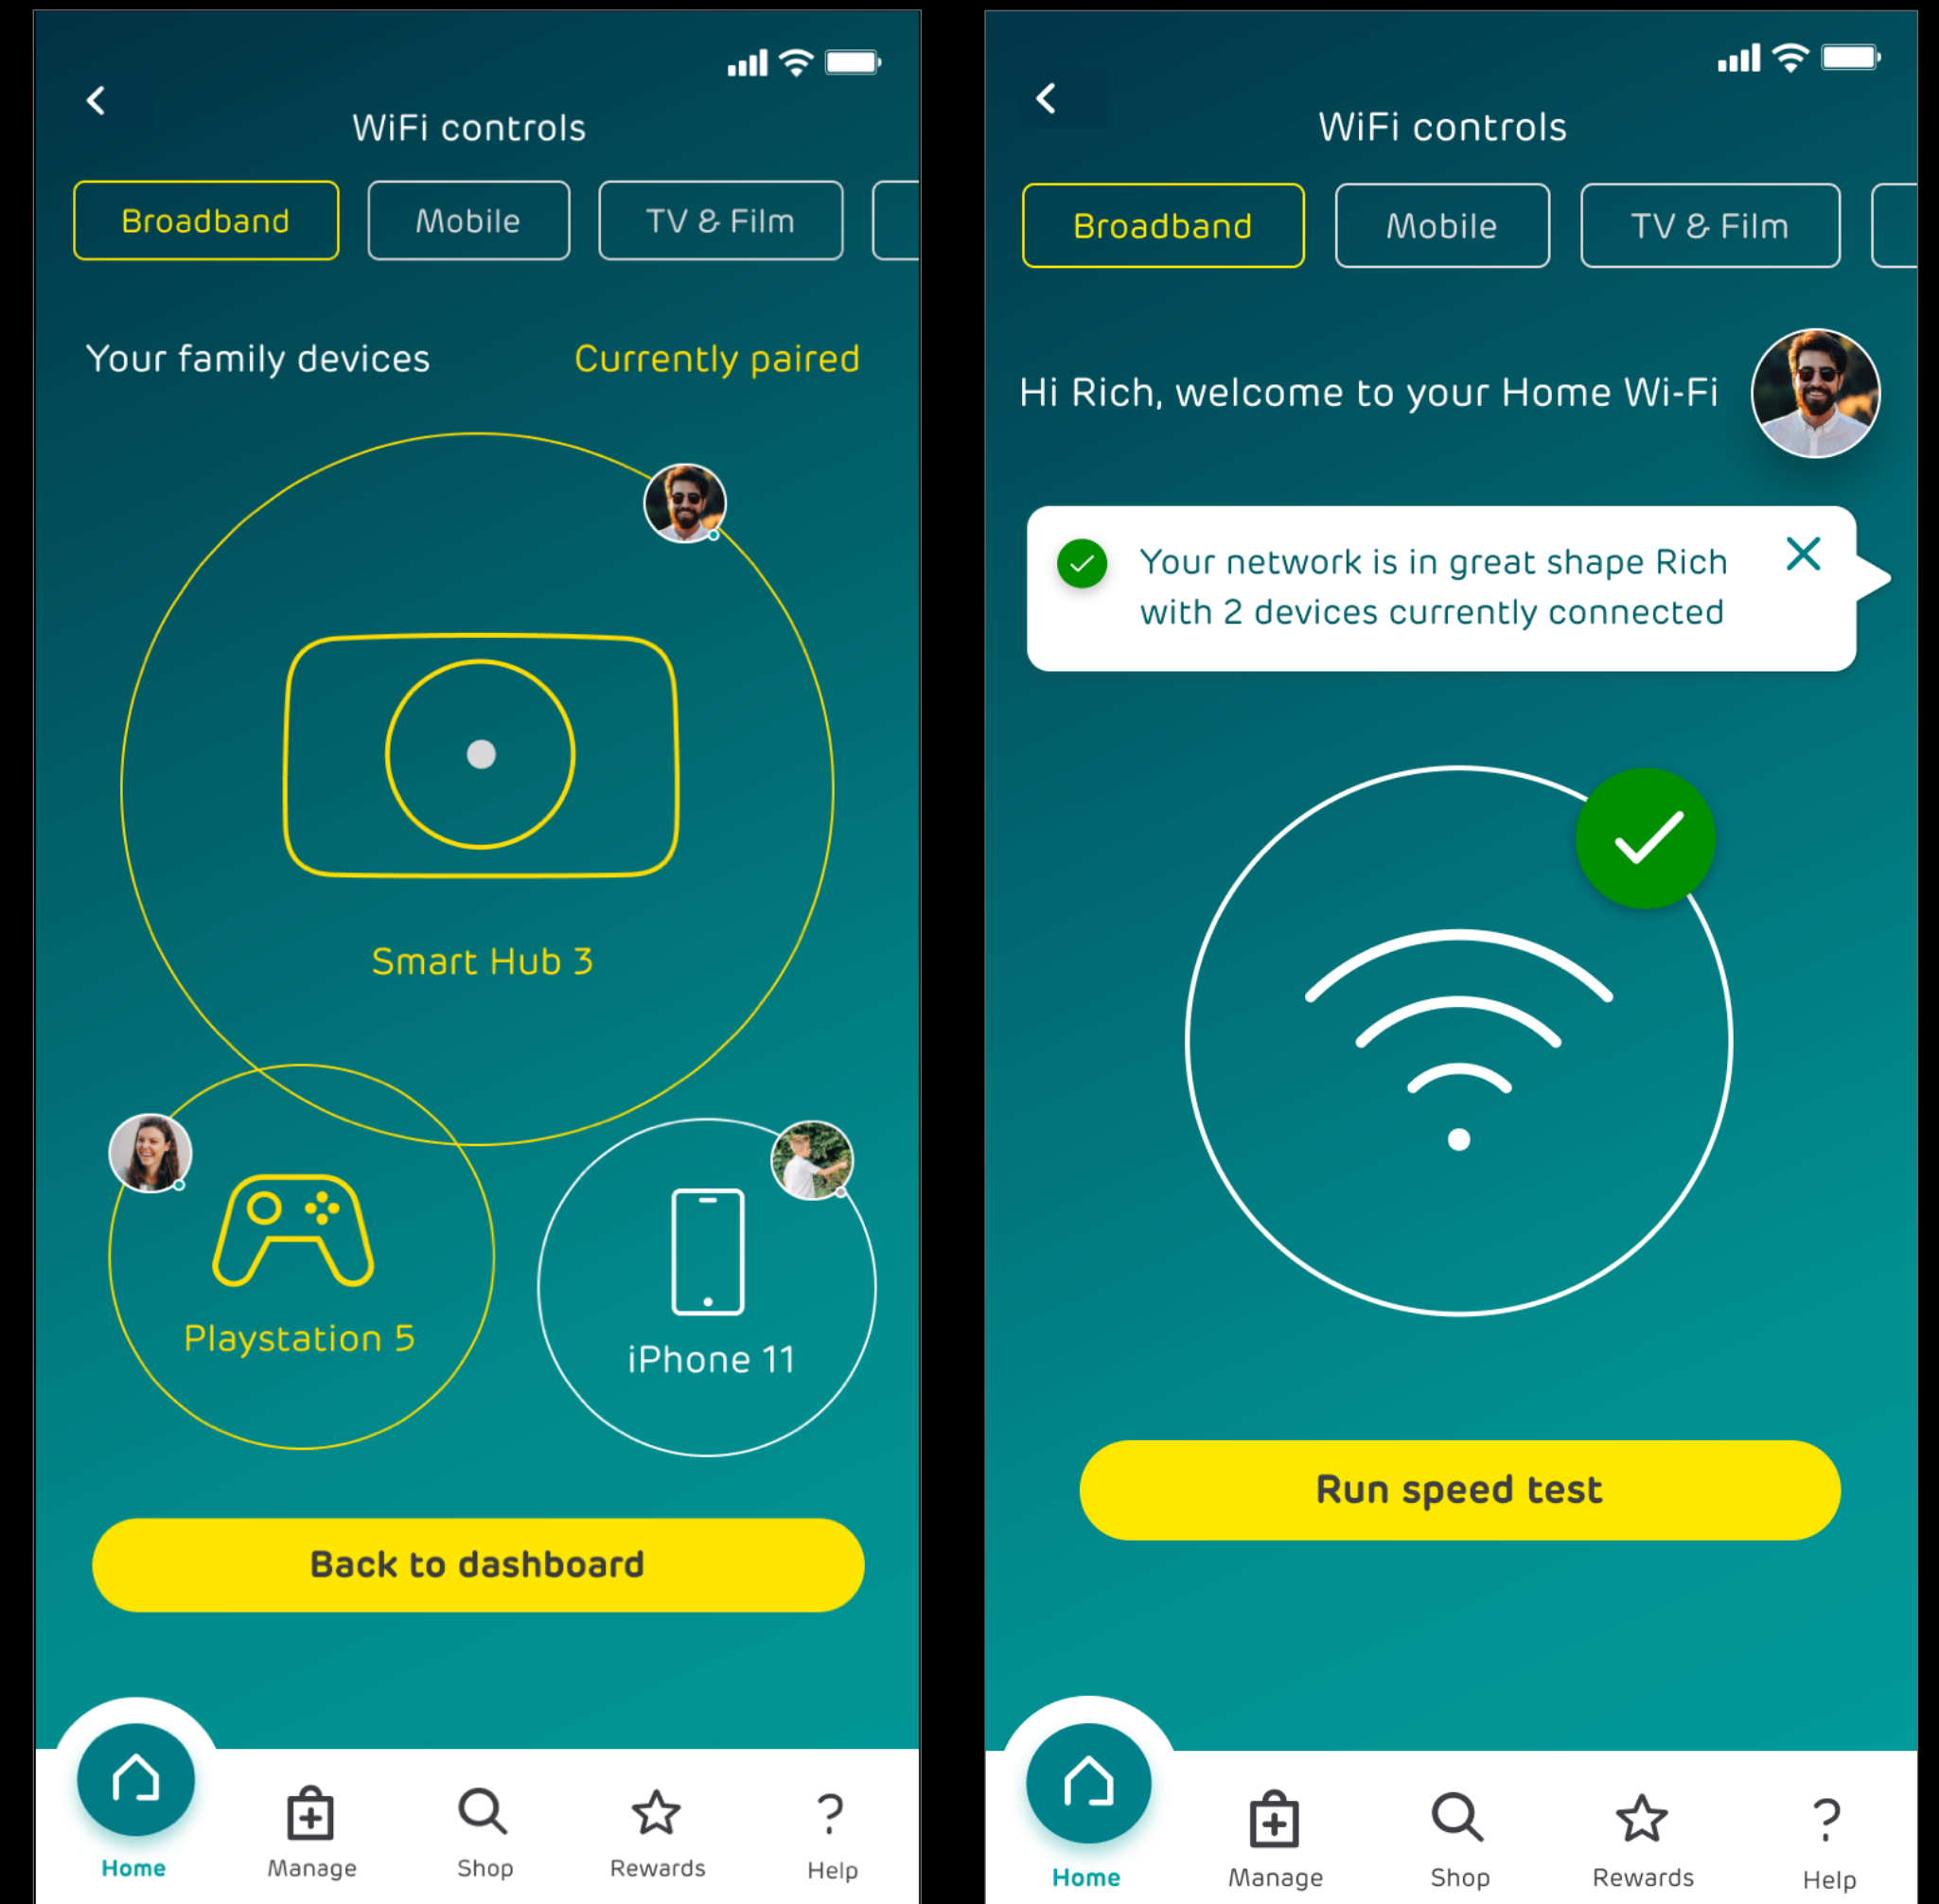 WiFi controls
Broadband
Mobile
TV & Film
Your family devices
Currently paired
Smart Hub 3
Playstation 5
iPhone 11
Back to dashboard
Home
Manage
Shop
Rewards
Help
WiFi controls
Broadband
Mobile
TV & Film
Hi Rich, welcome to your Home Wi-Fi
Your network is in great shape Rich
with 2 devices currently connected
Run speed test
Home
Manage
Shop
Rewards
Help